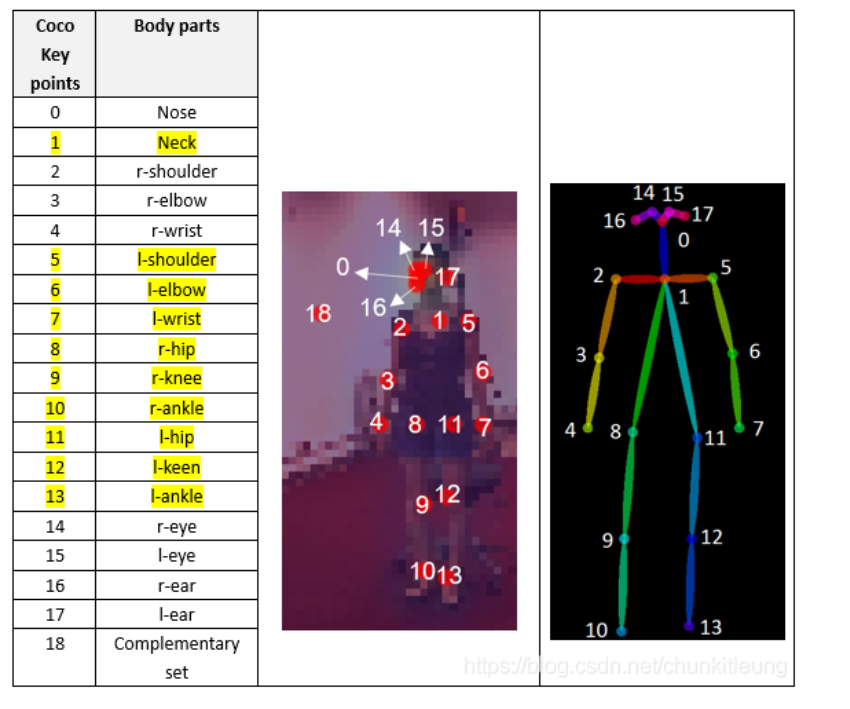 Coco Key points Body parts
0 Nose
1 Neck
2 r-shoulder
3 r-elbow
4 r-wrist
5 l-shoulder
6 l-elbow
7 l-wrist
8 r-hip
9 r-knee
10 r-ankle
11 l-hip
12 l-keen
13 l-ankle
14 r-eye
15 l-eye
16 r-ear
17 l-ear
18 Complementary set
14 15
0 17
16
18
2 1 5
3 6
4 8 11 7
9 12
10 13
14 15
16 17
0
2 5
1
3 6
4 8 11 7
9 12
10 13
https://blog.csdn.net/chunkitleung